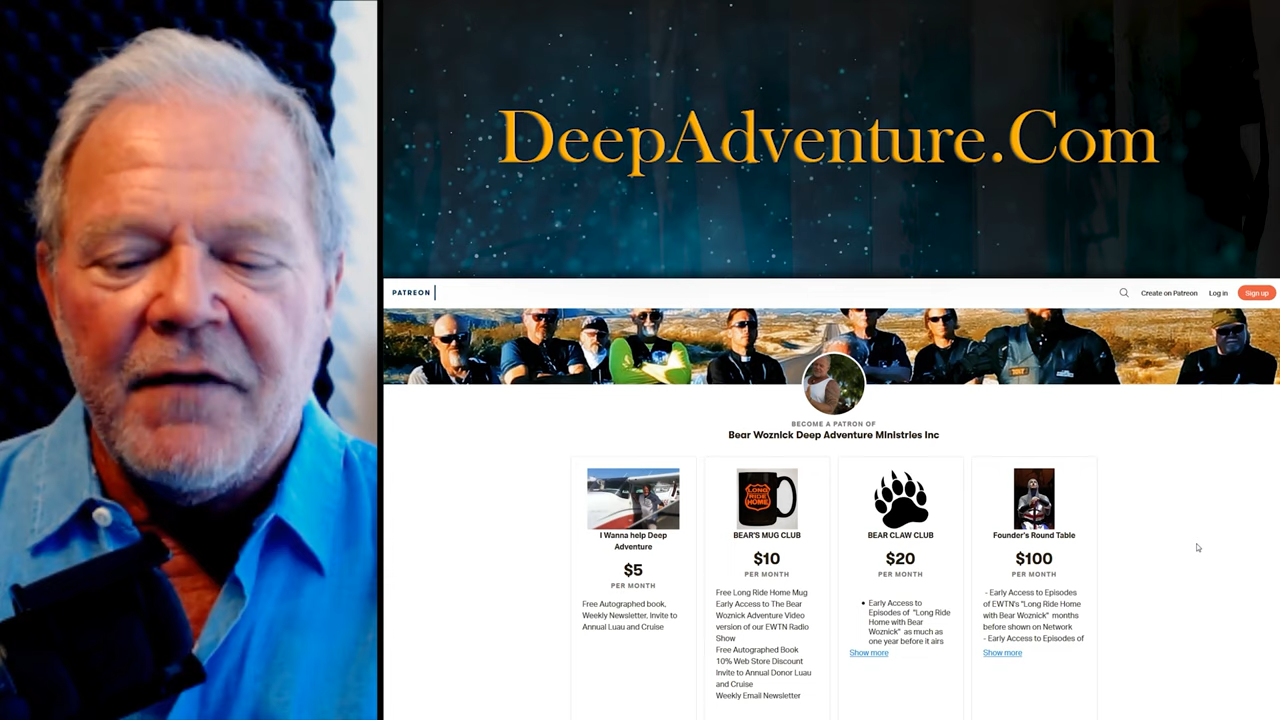 DeepAdventure.Com
PATREON
Create on Patreon
Log in
Sign up
BECOME A PATRON OF
Bear Woznick Deep Adventure Ministries Inc
I Wanna help Deep
Adventure
$5
PER MONTH
Free Autographed book,
Weekly Newsletter, Invite to
Annual Luau and Cruise
LONG
RIDE
HOME
BEAR'S MUG CLUB
$10
PER MONTH
Free Long Ride Home Mug
Early Access to The Bear
Woznick Adventure Video
version of our EWTN Radio
Show
Free Autographed Book
10% Web Store Discount
Invite to Annual Donor Luau
and Cruise
Weekly Email Newsletter
BEAR CLAW CLUB
$20
PER MONTH
• Early Access to
Episodes of "Long Ride
Home with Bear
Woznick" as much as
one year before it airs
Show more
Founder's Round Table
$100
PER MONTH
- Early Access to Episodes
of EWTN's "Long Ride Home
with Bear Woznick" months
before shown on Network
- Early Access to Episodes of
Show more